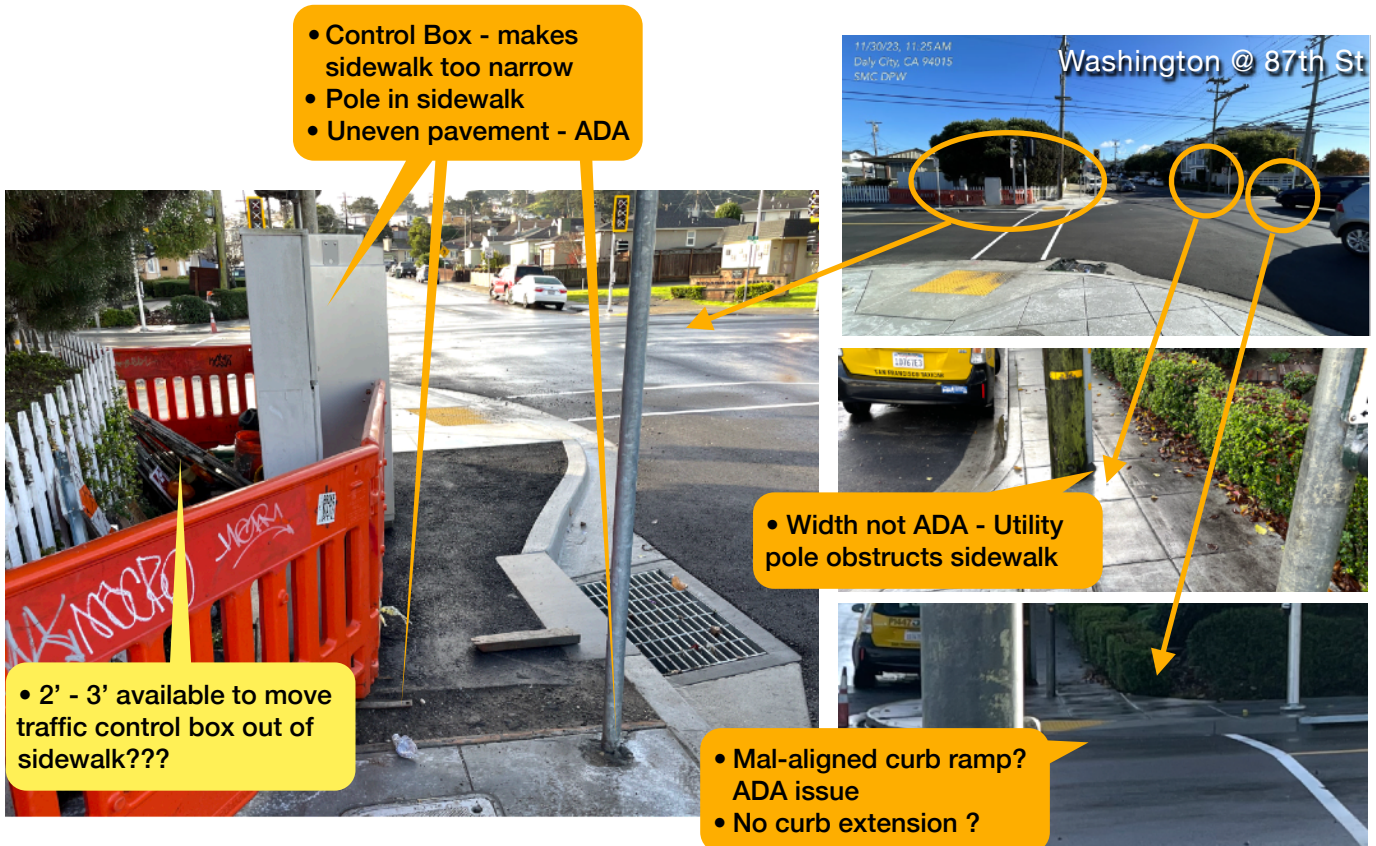 • Control Box - makes
sidewalk too narrow
• Pole in sidewalk
• Uneven pavement - ADA
11/30/23, 11:25 AM
Daly City, CA 94015
SMC DPW
Washington @ 87th St
• Width not ADA - Utility
pole obstructs sidewalk
• 2' - 3' available to move
traffic control box out of
sidewalk???
• Mal-aligned curb ramp?
ADA issue
• No curb extension ?